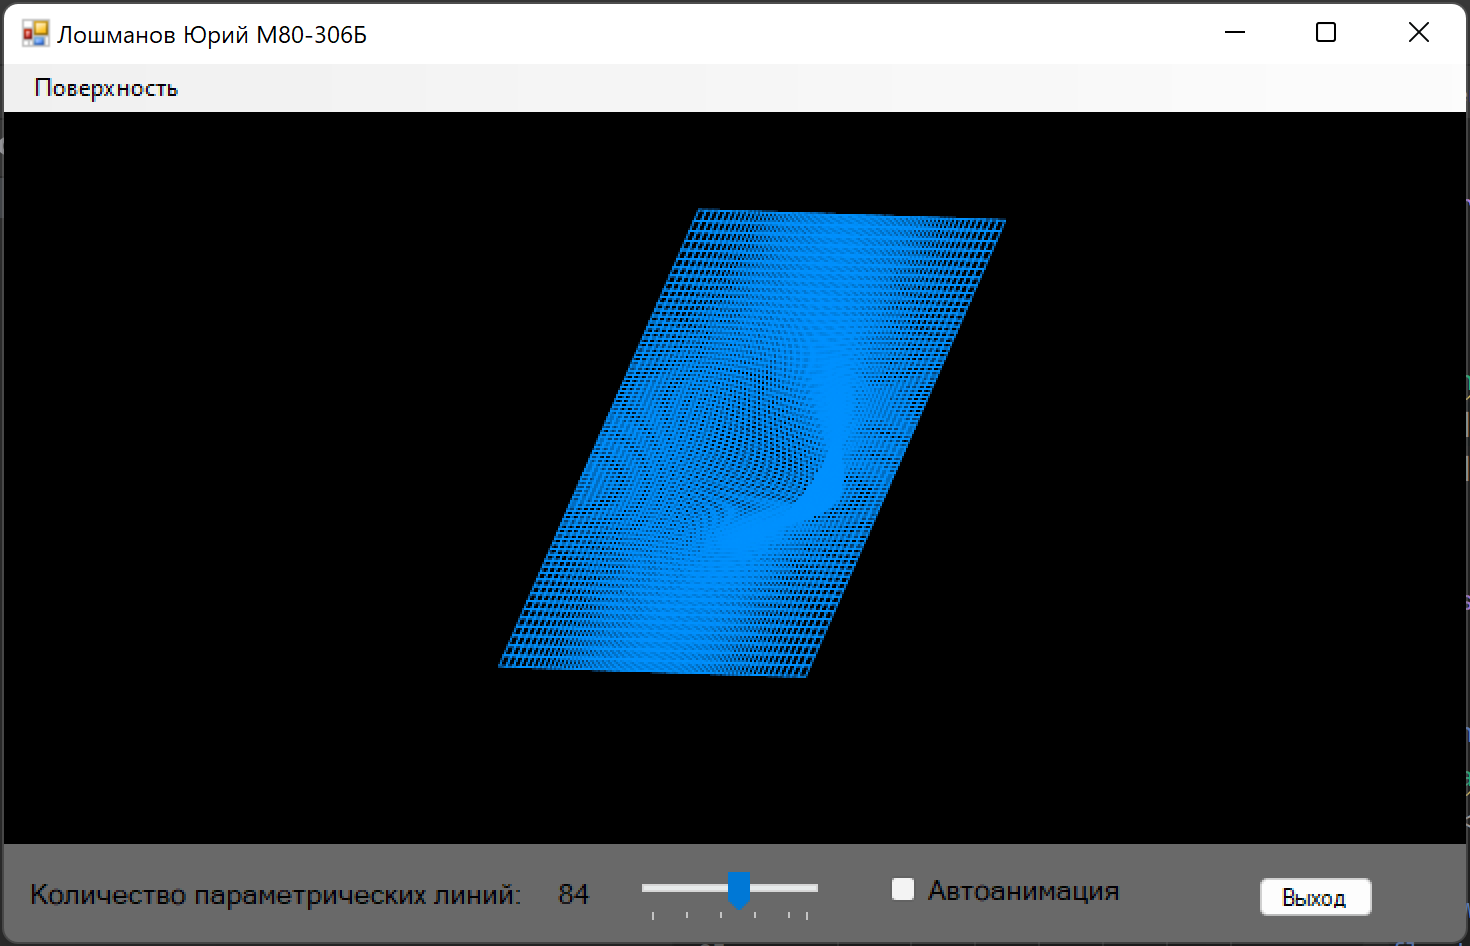 Лошманов Юрий М80-306Б
Поверхность
Количество параметрических линий: 84 Автоанимация Выход